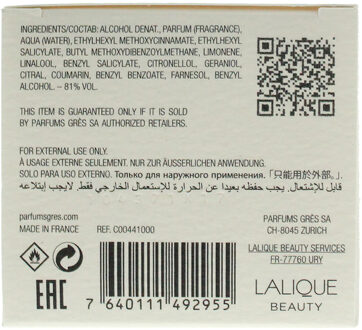 INGREDIENTS/COCTAB: ALCOHOL DENAT., PARFUM (FRAGRANCE),
AQUA (WATER), ETHYLHEXYL METHOXYCINNAMATE, ETHYLHEXYL
SALICYLATE, BUTYL METHOXYDIBENZOYLMETHANE, LIMONENE,
LINALOOL, BENZYL SALICYLATE, CITRONELLOL, GERANIOL,
CITRAL, COUMARIN, BENZYL BENZOATE, FARNESOL, BENZYL
ALCOHOL. – 81% VOL.
THIS ITEM IS GUARANTEED ONLY IF IT IS SOLD
BY PARFUMS GRÈS SA AUTHORIZED RETAILERS.
FOR EXTERNAL USE ONLY.
À USAGE EXTERNE SEULEMENT. NUR ZUR ÄUSSERLICHEN ANWENDUNG.
SOLO PARA USO EXTERNO. Только для наружного применения. 「只能用於外部。」
قابل للإشتعال. يجب حفظه بعيدا عن الحرارة للإستعمال الخارجي فقط. لايجب إبتلاعه
parfumsgres.com
MADE IN FRANCE
REF. C00441000
PARFUMS GRÈS SA
CH-8045 ZURICH
LALIQUE BEAUTY SERVICES
FR-77760 URY
EAC
7 640111 492955
LALIQUE
BEAUTY